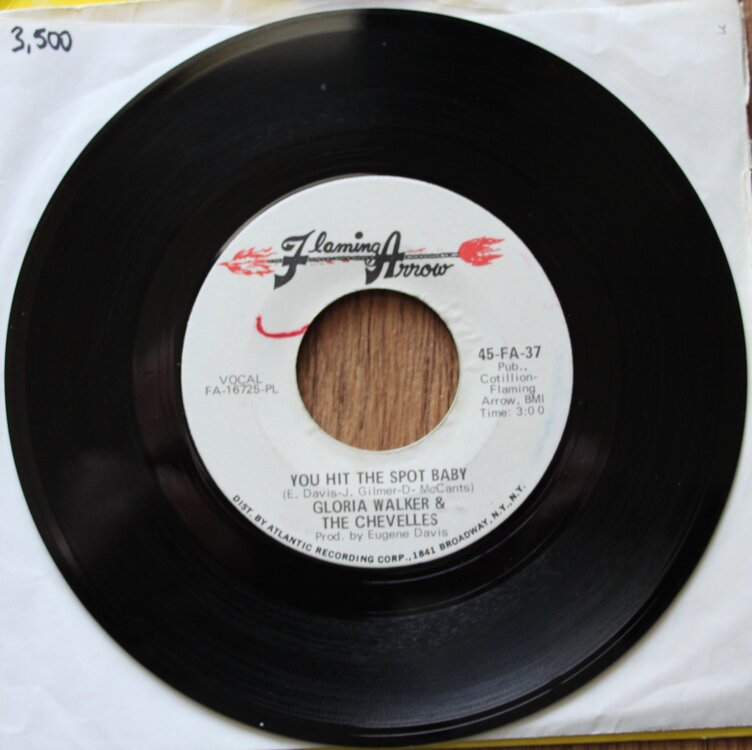 3,500
Flaming Arrow
45-FA-37
Pub.,
Cotillion-
Flaming
Arrow, BMI
Time: 3:00
VOCAL
FA-16725-PL
YOU HIT THE SPOT BABY
(E. Davis-J. Gilmer-D- McCants)
GLORIA WALKER &
THE CHEVELLES
Prod. by Eugene Davis
DIST. BY ATLANTIC RECORDING CORP., 1841 BROADWAY, N.Y., N.Y.